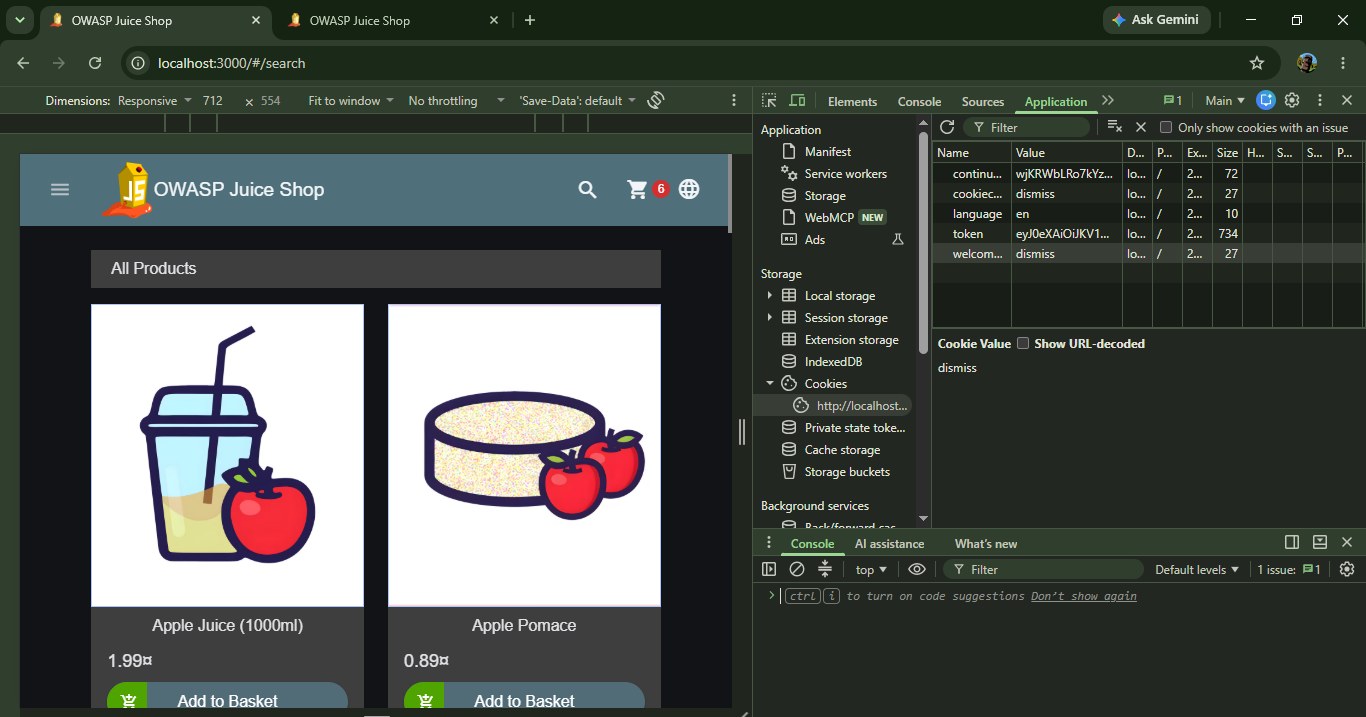 OWASP Juice Shop
OWASP Juice Shop
Ask Gemini
localhost:3000/#/search
Dimensions: Responsive 712 × 554 Fit to window No throttling 'Save-Data': default
Elements Console Sources Application 1 Main
JS OWASP Juice Shop 6
All Products
Apple Juice (1000ml)
1.99¤
Add to Basket
Apple Pomace
0.89¤
Add to Basket
Application
Manifest
Service workers
Storage
WebMCP NEW
Ads
Storage
Local storage
Session storage
Extension storage
IndexedDB
Cookies
http://localhost...
Private state toke...
Cache storage
Storage buckets
Background services
Back/forward cac
Filter Only show cookies with an issue
Name Value D... P... Ex... Size H... S... S... P...
continu... wjKRWbLRo7kYz... lo... / 2... 72
cookiec... dismiss lo... / 2... 27
language en lo... / 2... 10
token eyJ0eXAiOiJKV1... lo... / 2... 734
welcom... dismiss lo... / 2... 27
Cookie Value Show URL-decoded
dismiss
Console AI assistance What's new
top Filter Default levels 1 issue: 1
ctrl i to turn on code suggestions Don't show again